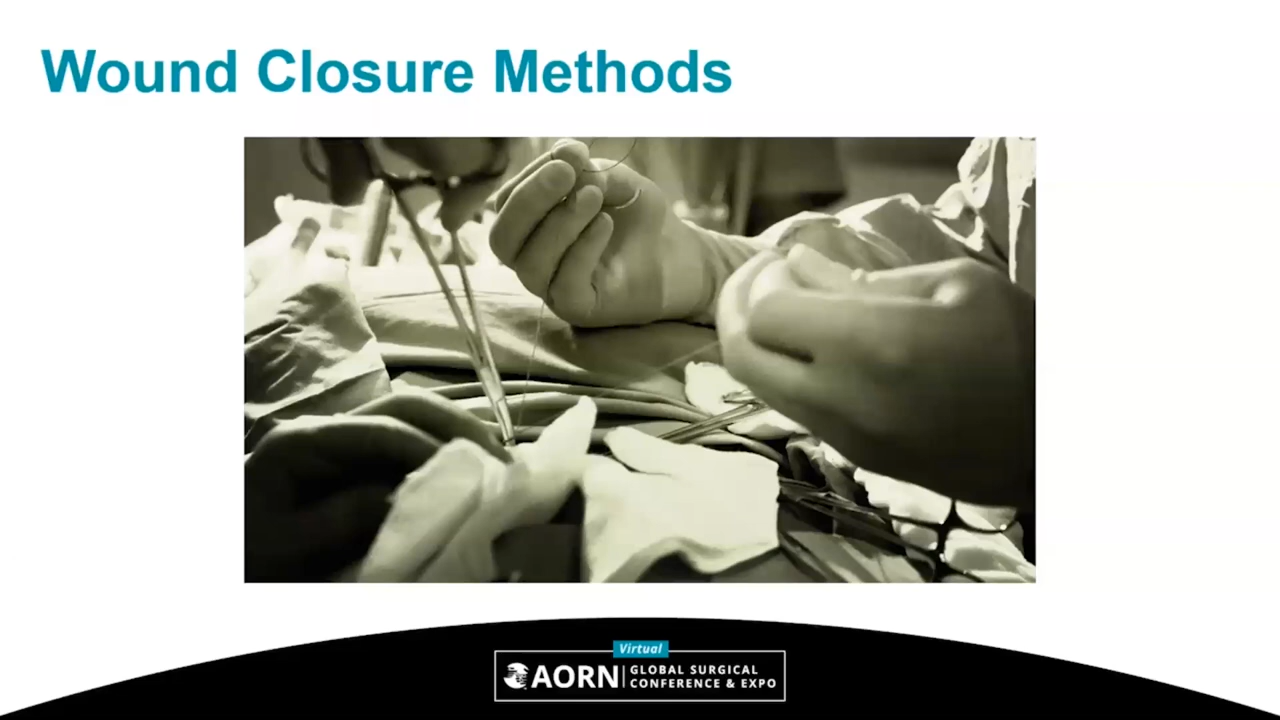 Wound Closure Methods
Virtual
AORN
GLOBAL SURGICAL
CONFERENCE & EXPO